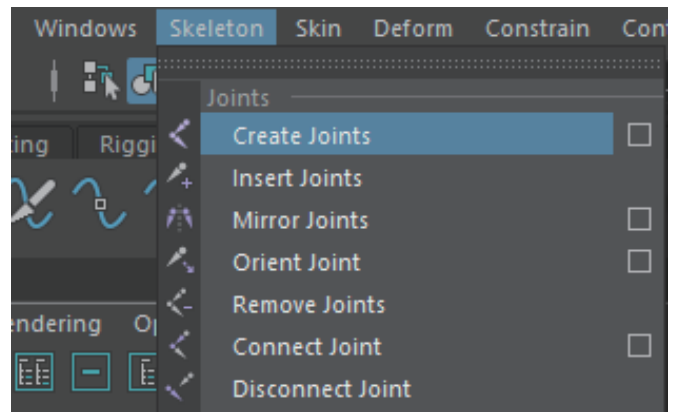 Windows Skeleton Skin Deform Constrain
Joints
Create Joints
Insert Joints
Mirror Joints
Orient Joint
Remove Joints
Connect Joint
Disconnect Joint